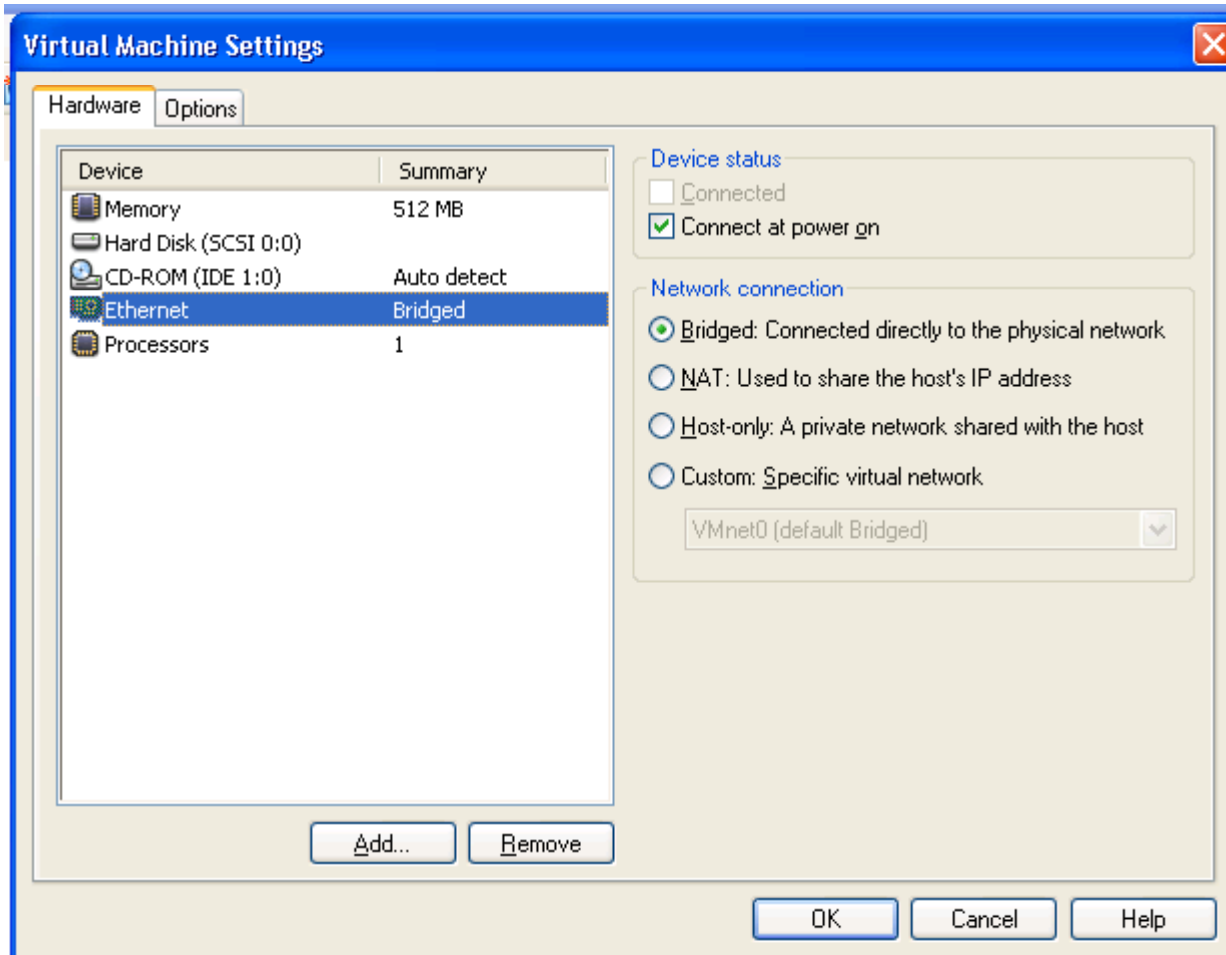 Virtual Machine Settings
Hardware Options
Device Summary
Memory 512 MB
Hard Disk (SCSI 0:0)
CD-ROM (IDE 1:0) Auto detect
Ethernet Bridged
Processors 1
Add... Remove
Device status
Connected
Connect at power on
Network connection
Bridged: Connected directly to the physical network
NAT: Used to share the host's IP address
Host-only: A private network shared with the host
Custom: Specific virtual network
VMnet0 (default Bridged)
OK Cancel Help